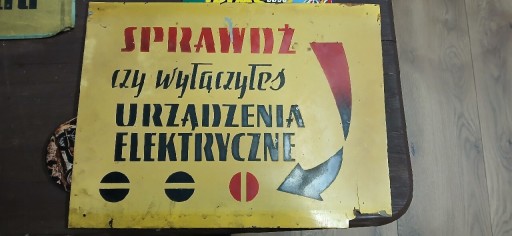 SPRAWDŹ
czy wyłączyłeś
URZĄDZENIA
ELEKTRYCZNE